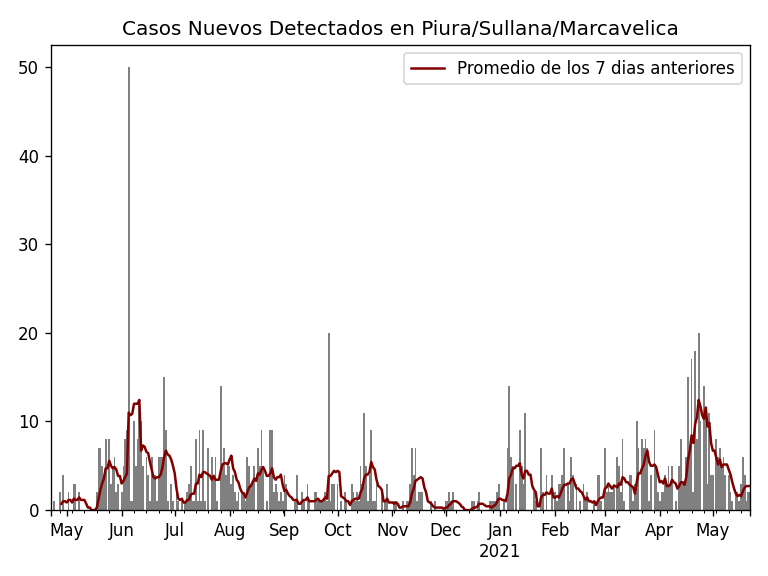 Casos Nuevos Detectados en Piura/Sullana/Marcavelica
Promedio de los 7 dias anteriores
50
40
30
20
10
0
May Jun Jul Aug Sep Oct Nov Dec Jan Feb Mar Apr May
2021